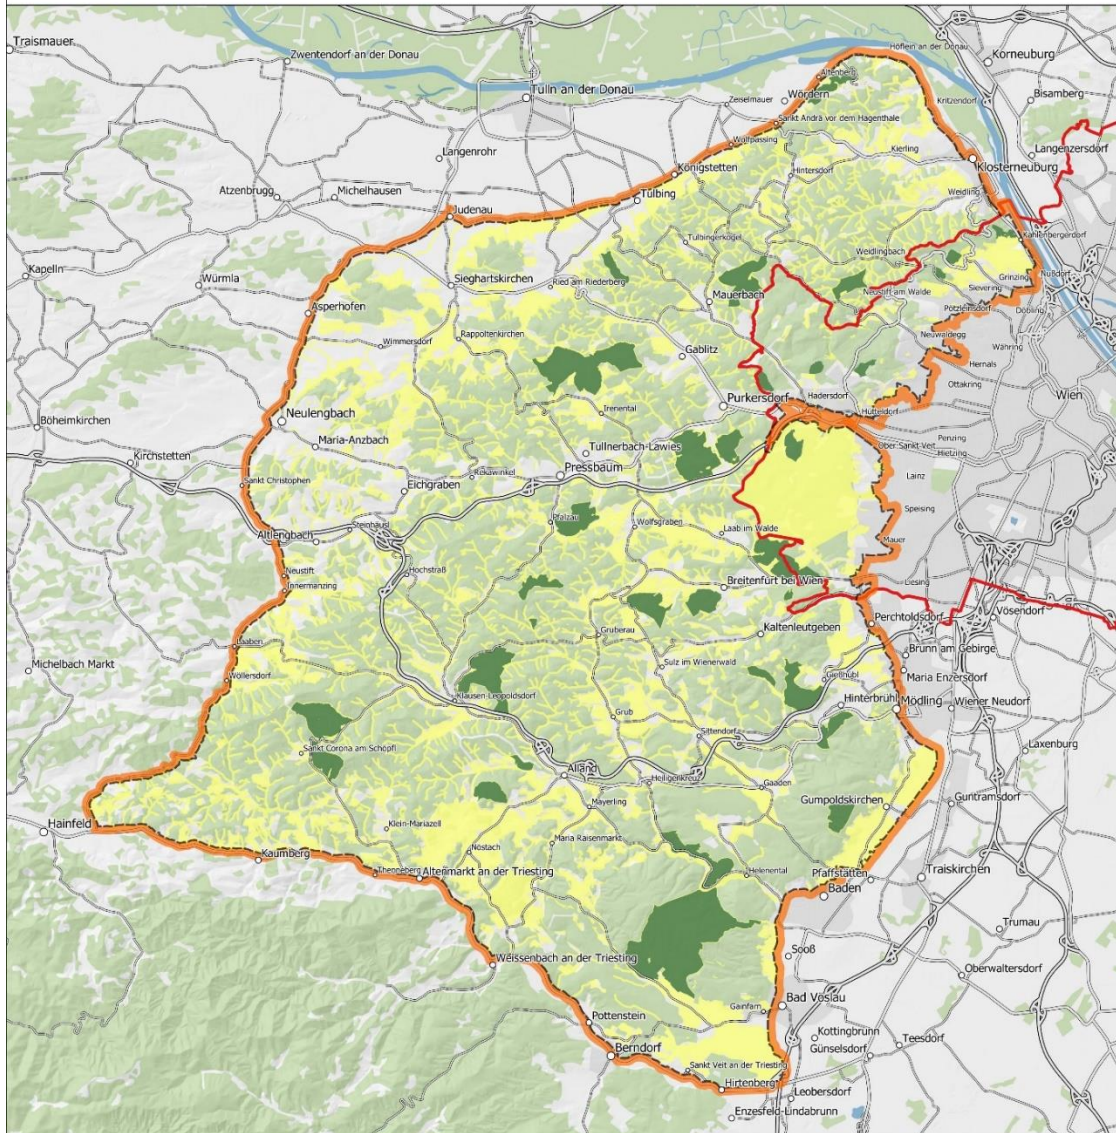 Traismauer
Zwentendorf an der Donau
Höflein an der Donau
Korneuburg
Altenberg
Tulln an der Donau
Zeiselmauer
Wördern
Kritzendorf
Bisamberg
Sankt Andrä vor dem Hagenthale
Wolfpassing
Kierling
Langenzersdorf
Langenrohr
Klosterneuburg
Königstetten
Hintersdorf
Atzenbrugg
Michelhausen
Tulbing
Weidling
Judenau
Kahlenbergerdorf
Tulbingerkogel
Weidlingbach
Kapelln
Würmla
Sieghartskirchen
Ried am Riederberg
Grinzing
Nußdorf
Neustift am Walde
Sievering
Mauerbach
Pötzleinsdorf
Döbling
Asperhofen
Rappoltenkirchen
Neuwaldegg
Wimmersdorf
Währing
Gablitz
Hernals
Hadersdorf
Ottakring
Wien
Purkersdorf
Böheimkirchen
Neulengbach
Irenental
Hütteldorf
Maria-Anzbach
Tullnerbach-Lawies
Penzing
Ober Sankt-Veit
Hietzing
Kirchstetten
Rekawinkel
Pressbaum
Lainz
Sankt Christophen
Eichgraben
Speising
Steinhäusl
Pfalzau
Wolfsgraben
Laab im Walde
Altlengbach
Mauer
Neustift
Hochstraß
Innermanzing
Breitenfurt bei Wien
Liesing
Vösendorf
Perchtoldsdorf
Laaben
Gruberau
Kaltenleutgeben
Brunn am Gebirge
Michelbach Markt
Wöllersdorf
Sulz im Wienerwald
Gießhübl
Maria Enzersdorf
Klausen-Leopoldsdorf
Hinterbrühl
Mödling
Wiener Neudorf
Grub
Sittendorf
Sankt Corona am Schöpfl
Laxenburg
Alland
Heiligenkreuz
Gaaden
Mayerling
Gumpoldskirchen
Guntramsdorf
Hainfeld
Klein-Mariazell
Maria Raisenmarkt
Nöstach
Kaumberg
Thenneberg
Altenmarkt an der Triesting
Helenental
Pfaffstätten
Traiskirchen
Baden
Trumau
Sooß
Weissenbach an der Triesting
Oberwaltersdorf
Gainfarn
Bad Vöslau
Pottenstein
Kottingbrunn
Teesdorf
Günselsdorf
Berndorf
Sankt Veit an der Triesting
Hirtenberg
Leobersdorf
Enzesfeld-Lindabrunn